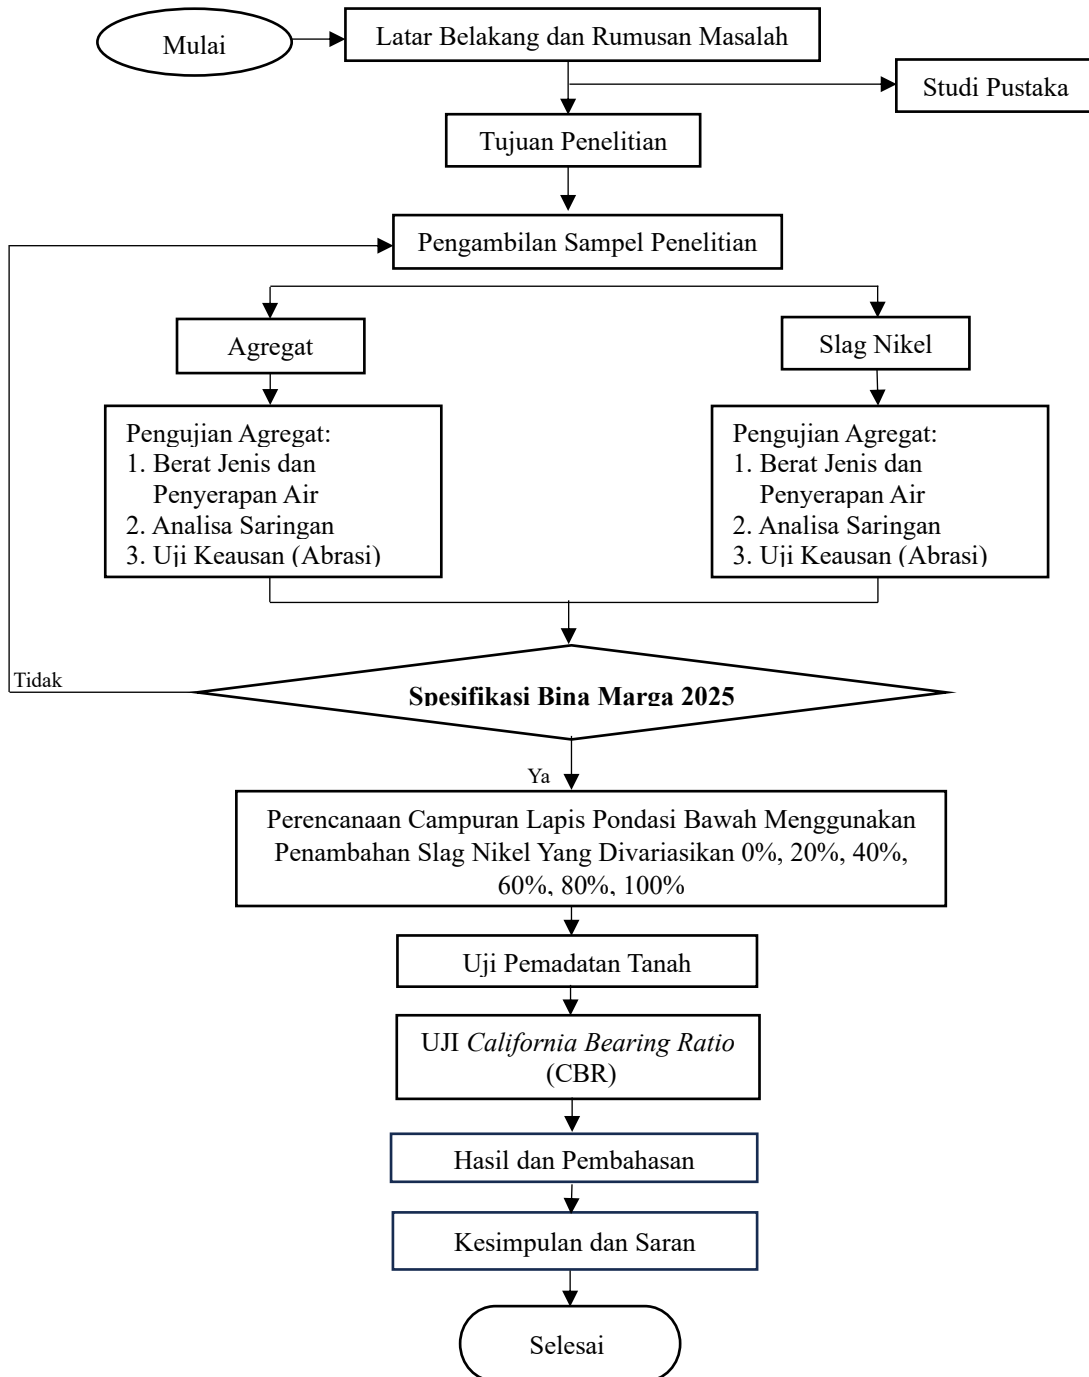 Mulai
Latar Belakang dan Rumusan Masalah
Studi Pustaka
Tujuan Penelitian
Pengambilan Sampel Penelitian
Agregat
Slag Nikel
Pengujian Agregat:
1. Berat Jenis dan
Penyerapan Air
2. Analisa Saringan
3. Uji Keausan (Abrasi)
Pengujian Agregat:
1. Berat Jenis dan
Penyerapan Air
2. Analisa Saringan
3. Uji Keausan (Abrasi)
Tidak
Spesifikasi Bina Marga 2025
Ya
Perencanaan Campuran Lapis Pondasi Bawah Menggunakan
Penambahan Slag Nikel Yang Divariasikan 0%, 20%, 40%,
60%, 80%, 100%
Uji Pemadatan Tanah
UJI California Bearing Ratio
(CBR)
Hasil dan Pembahasan
Kesimpulan dan Saran
Selesai